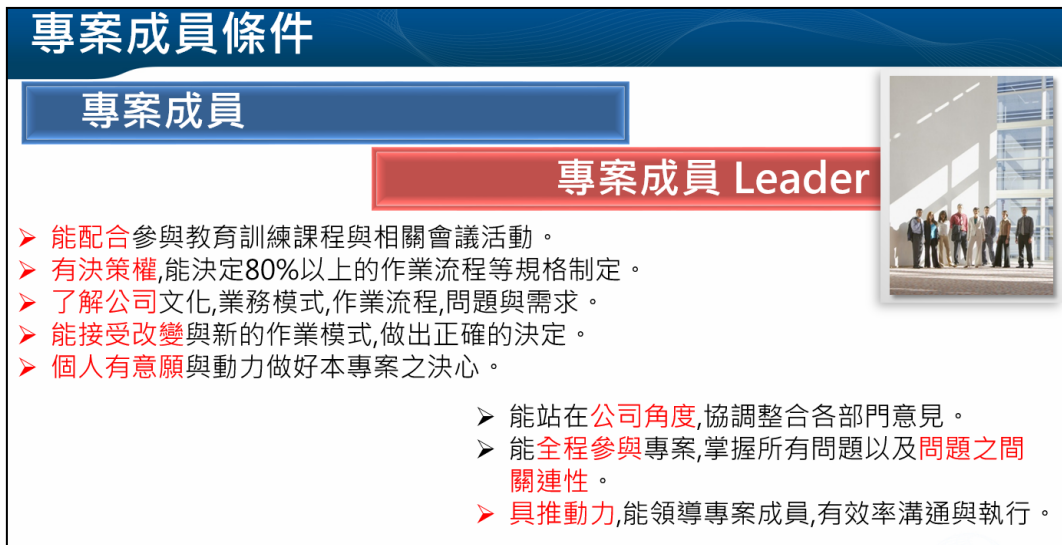 專案成員條件
專案成員
專案成員 Leader
➢ 能配合參與教育訓練課程與相關會議活動。
➢ 有決策權,能決定80%以上的作業流程等規格制定。
➢ 了解公司文化,業務模式,作業流程,問題與需求。
➢ 能接受改變與新的作業模式,做出正確的決定。
➢ 個人有意願與動力做好本專案之決心。
➢ 能站在公司角度,協調整合各部門意見。
➢ 能全程參與專案,掌握所有問題以及問題之間
關連性。
➢ 具推動力,能領導專案成員,有效率溝通與執行。